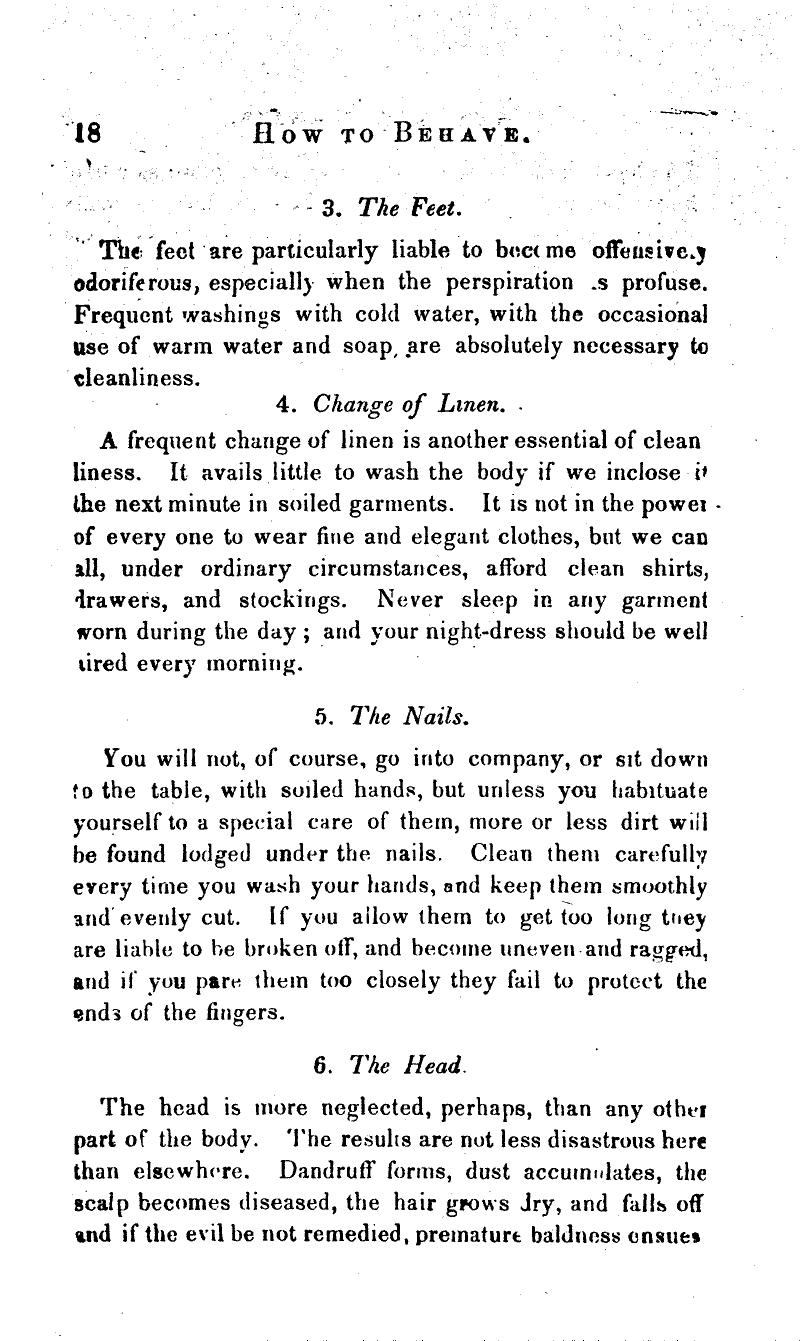 18 How to Behave.
3. The Feet.
The feet are particularly liable to become offensively
odoriferous, especially when the perspiration is profuse.
Frequent washings with cold water, with the occasional
use of warm water and soap, are absolutely necessary to
cleanliness.
4. Change of Linen.
A frequent change of linen is another essential of clean
liness. It avails little to wash the body if we inclose it
the next minute in soiled garments. It is not in the power
of every one to wear fine and elegant clothes, but we can
all, under ordinary circumstances, afford clean shirts,
drawers, and stockings. Never sleep in any garment
worn during the day; and your night-dress should be well
aired every morning.
5. The Nails.
You will not, of course, go into company, or sit down
to the table, with soiled hands, but unless you habituate
yourself to a special care of them, more or less dirt will
be found lodged under the nails. Clean them carefully
every time you wash your hands, and keep them smoothly
and evenly cut. If you allow them to get too long they
are liable to be broken off, and become uneven and ragged,
and if you pare them too closely they fail to protect the
ends of the fingers.
6. The Head.
The head is more neglected, perhaps, than any other
part of the body. The results are not less disastrous here
than elsewhere. Dandruff forms, dust accumulates, the
scalp becomes diseased, the hair grows dry, and falls off
and if the evil be not remedied, premature baldness ensues